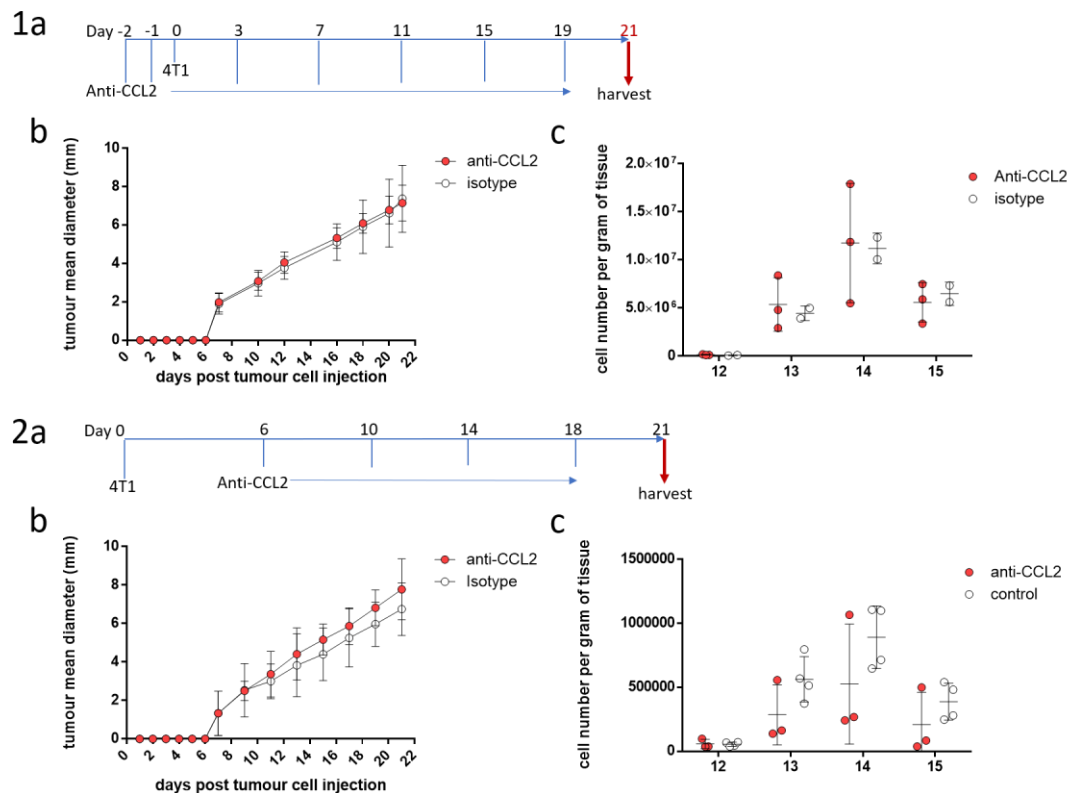 1a
Day -2 -1 0 3 7 11 15 19 21
4T1
Anti-CCL2
harvest
b
tumour mean diameter (mm)
10
8
6
4
2
0
0 2 4 6 8 10 12 14 16 18 20 22
days post tumour cell injection
anti-CCL2
isotype
c
cell number per gram of tissue
2.0×10⁷
1.5×10⁷
1.0×10⁷
5.0×10⁶
0
12 13 14 15
Anti-CCL2
isotype
2a
Day 0 6 10 14 18 21
4T1
Anti-CCL2
harvest
b
tumour mean diameter (mm)
10
8
6
4
2
0
0 2 4 6 8 10 12 14 16 18 20 22
days post tumour cell injection
anti-CCL2
Isotype
c
cell number per gram of tissue
1500000
1000000
500000
0
12 13 14 15
anti-CCL2
control